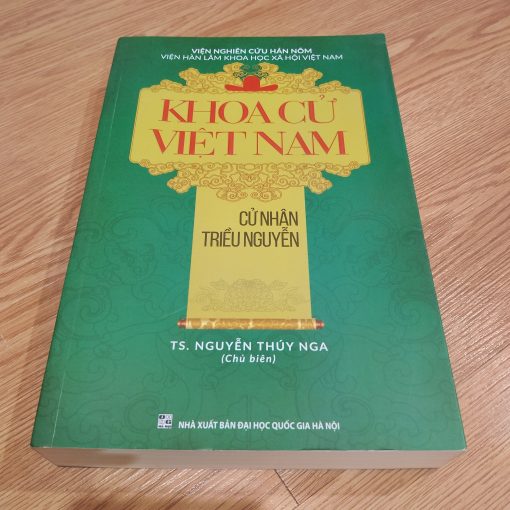 VIỆN NGHIÊN CỨU HÁN NÔM
VIỆN HÀN LÂM KHOA HỌC XÃ HỘI VIỆT NAM
KHOA CỬ
VIỆT NAM
CỬ NHÂN
TRIỀU NGUYỄN
TS. NGUYỄN THÚY NGA
(Chủ biên)
NHÀ XUẤT BẢN ĐẠI HỌC QUỐC GIA HÀ NỘI